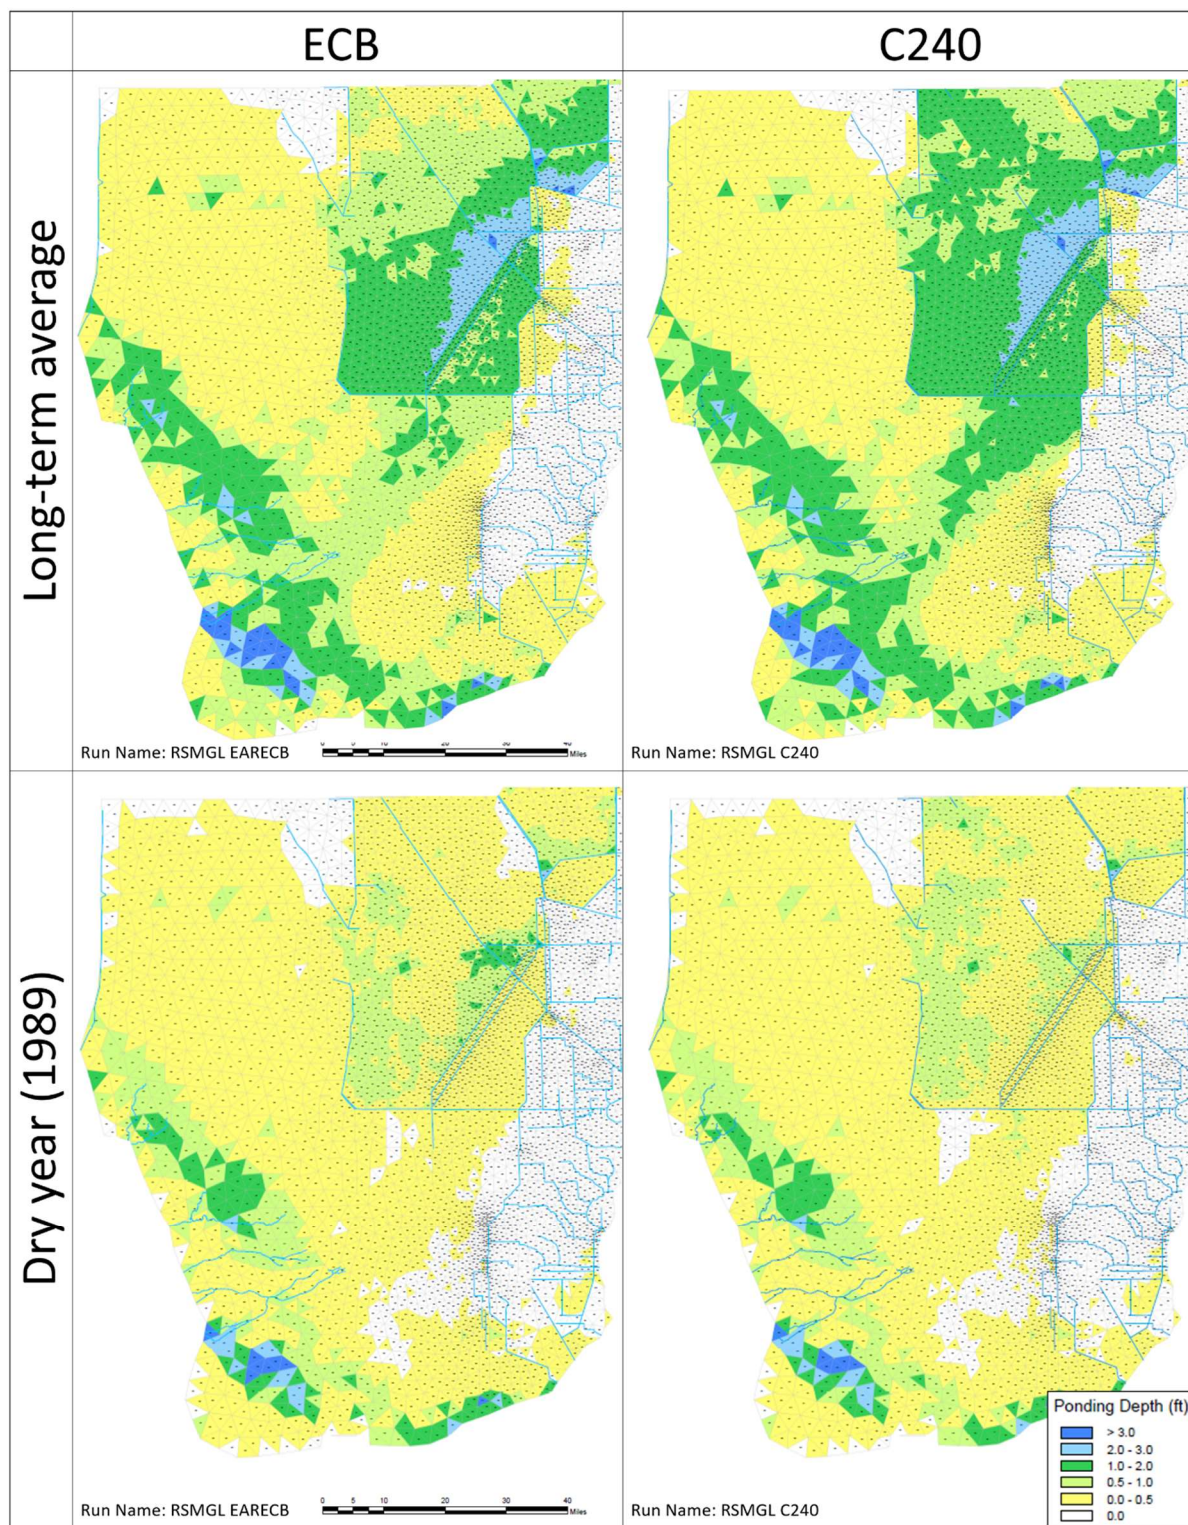 ECB
C240
Long-term average
Run Name: RSMGL EARECB
0 10 20 30 40
Miles
Run Name: RSMGL C240
Dry year (1989)
Run Name: RSMGL EARECB
0 5 10 20 30 40
Miles
Run Name: RSMGL C240
Ponding Depth (ft)
> 3.0
2.0 - 3.0
1.0 - 2.0
0.5 - 1.0
0.0 - 0.5
0.0